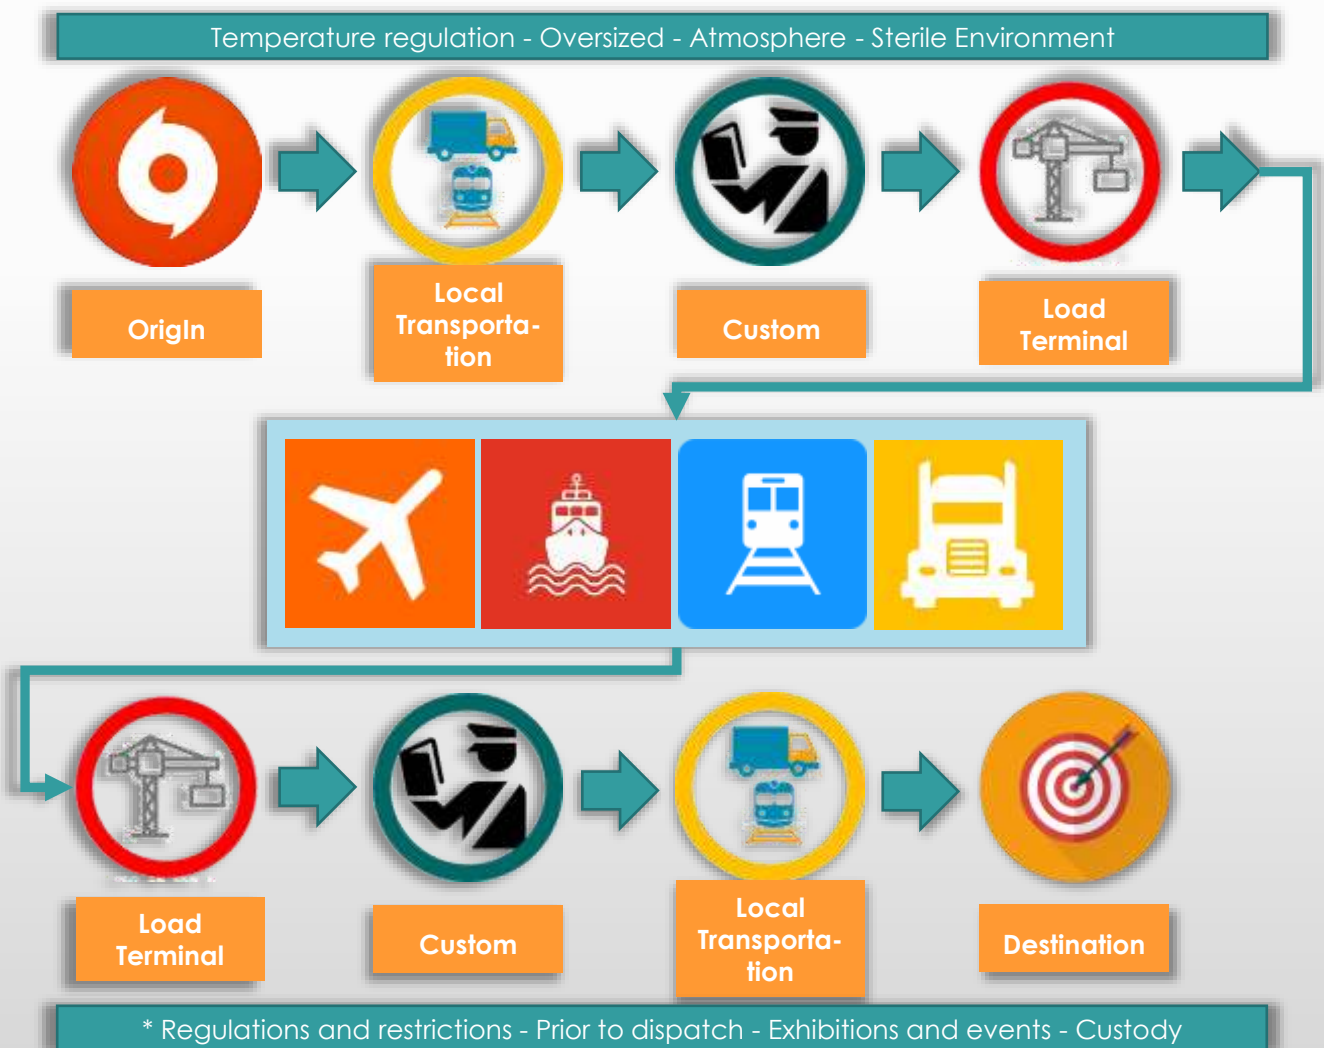 Temperature regulation - Oversized - Atmosphere - Sterile Environment
OrigIn
Local
Transporta-
tion
Custom
Load
Terminal
Load
Terminal
Custom
Local
Transporta-
tion
Destination
* Regulations and restrictions - Prior to dispatch - Exhibitions and events - Custody